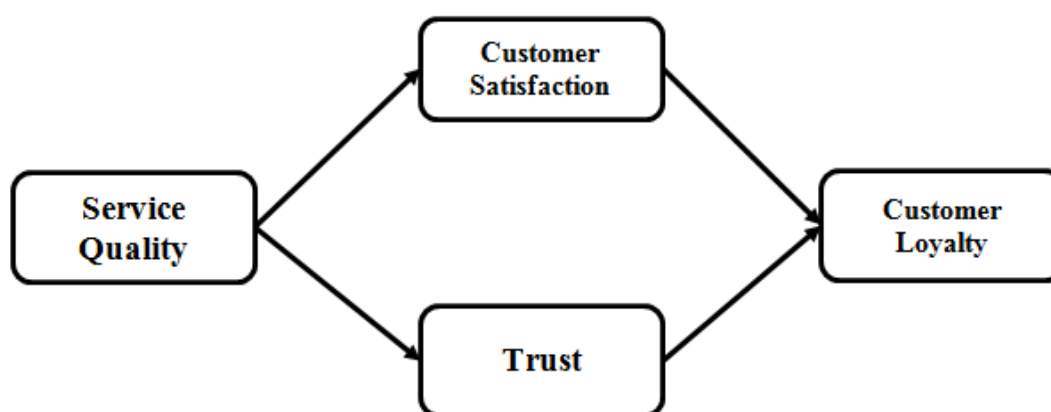 Customer
Satisfaction
Service
Quality
Customer
Loyalty
Trust